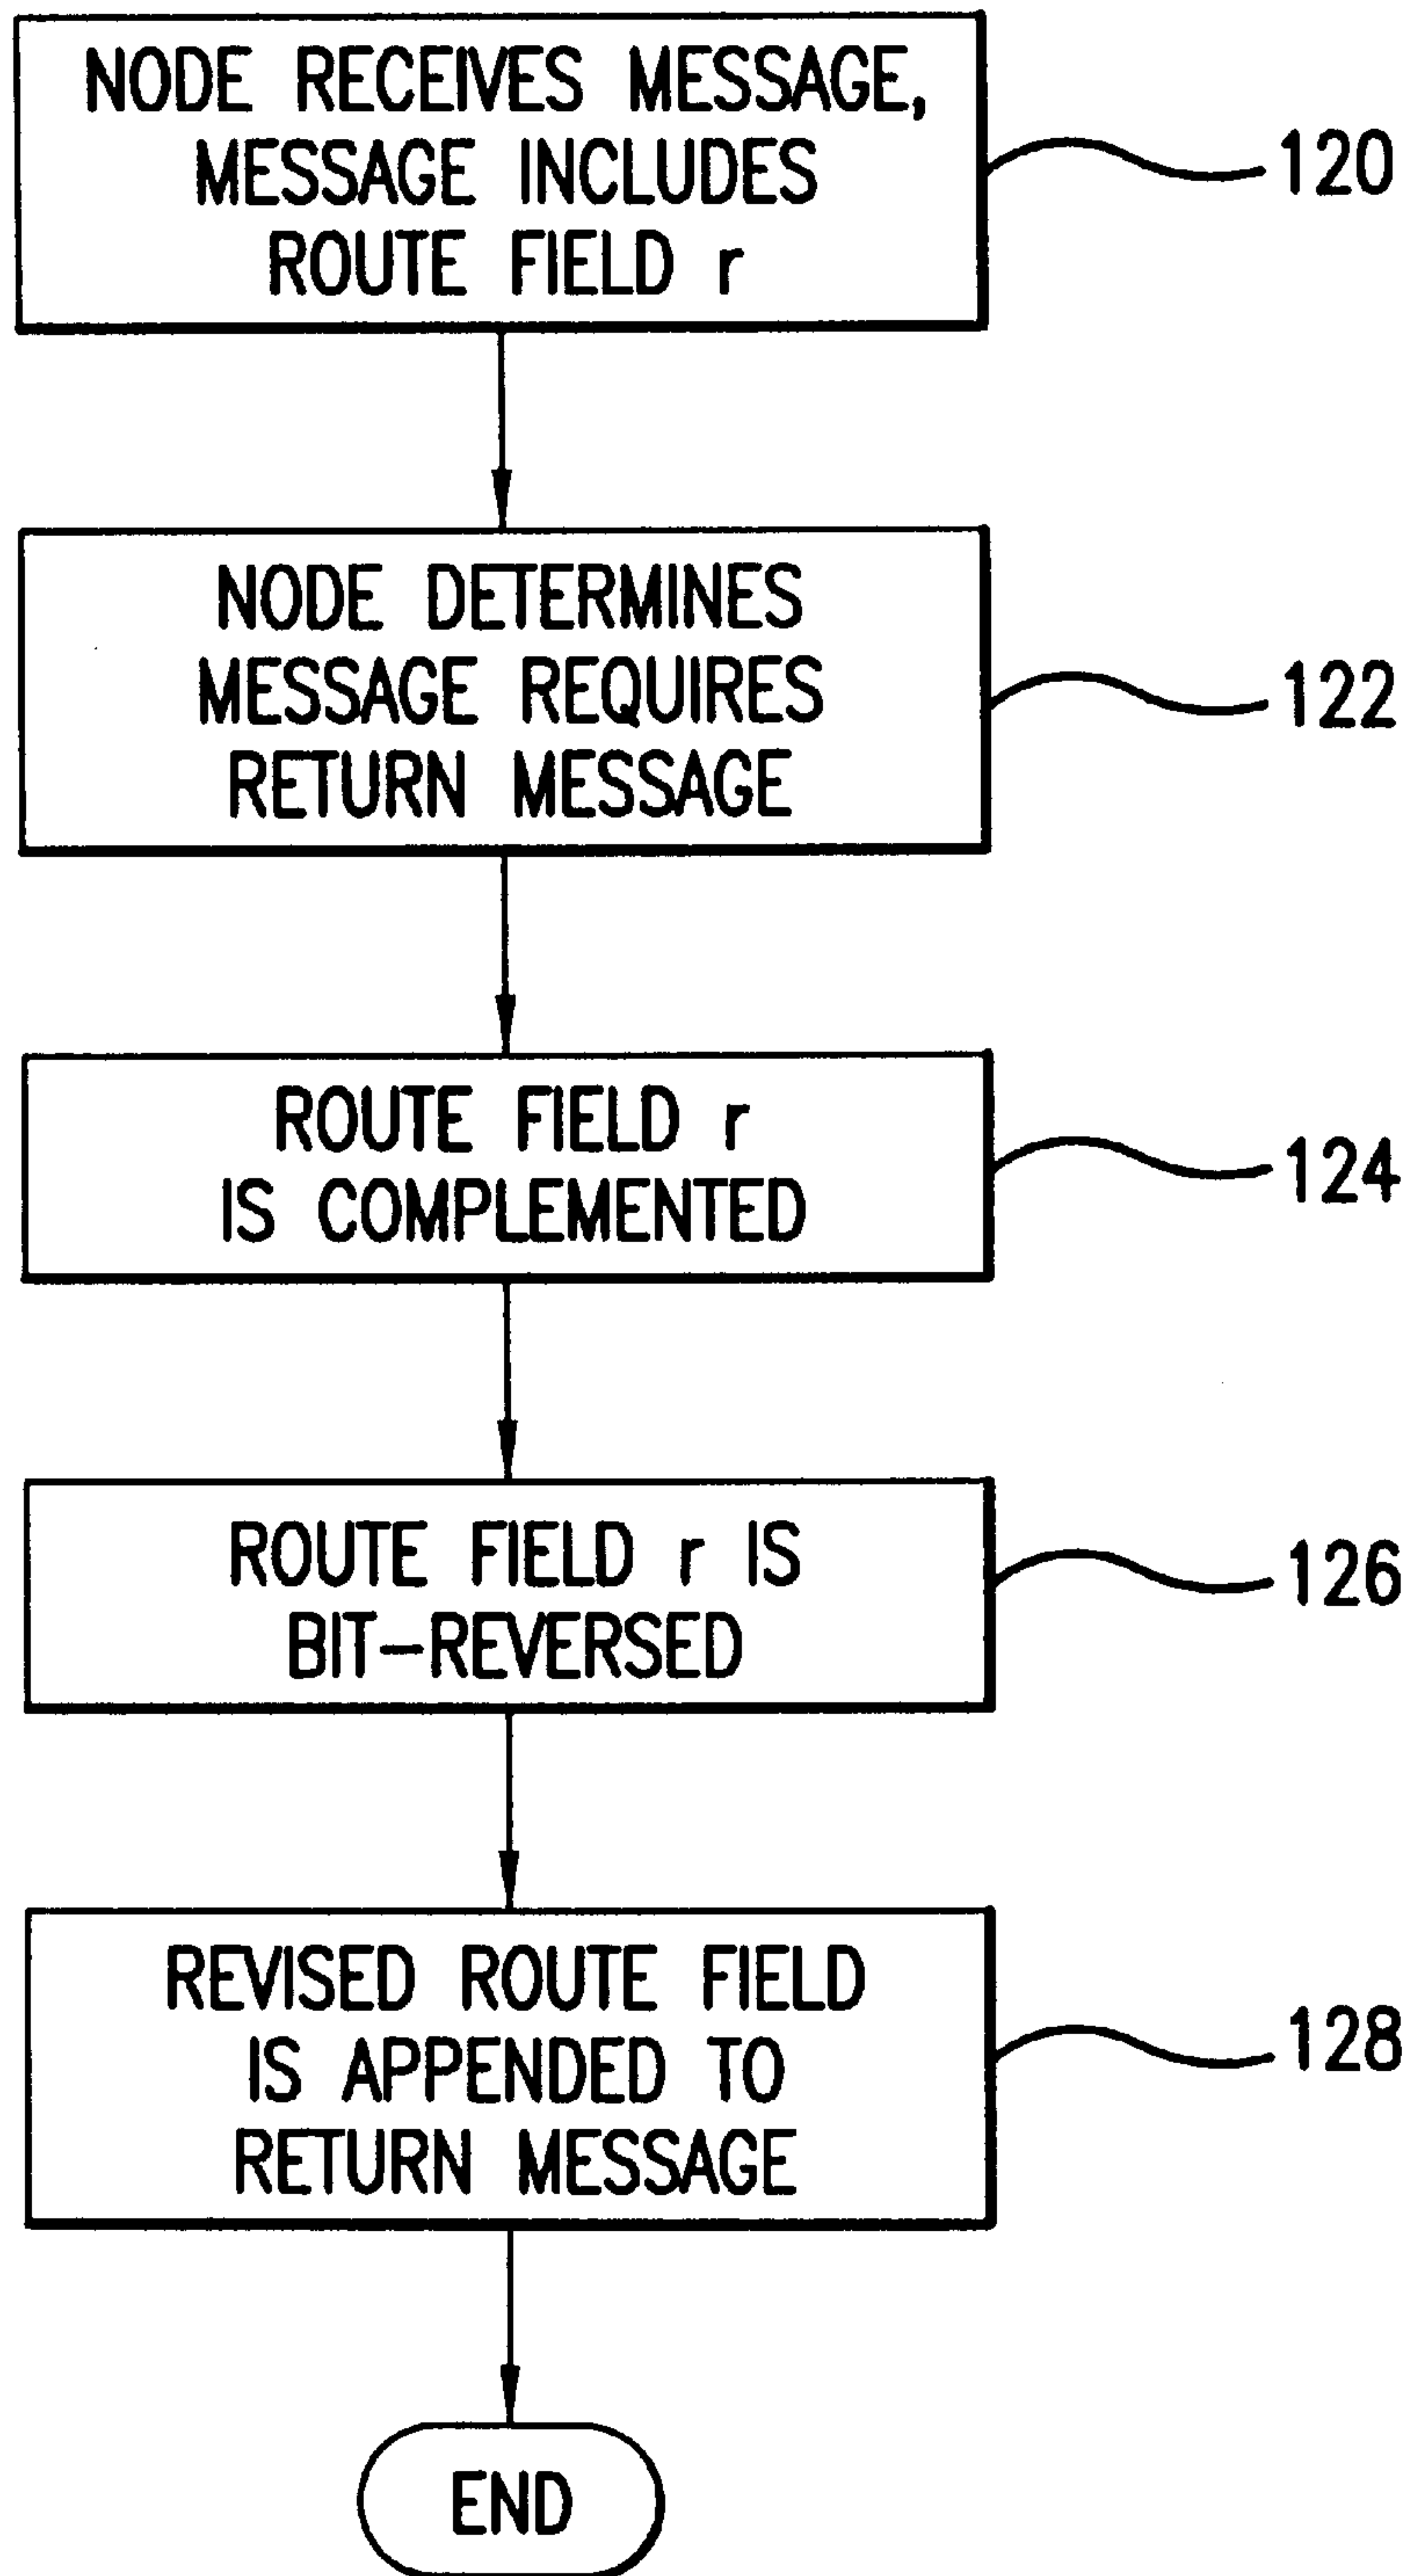 NODE RECEIVES MESSAGE,
MESSAGE INCLUDES
ROUTE FIELD r
120
NODE DETERMINES
MESSAGE REQUIRES
RETURN MESSAGE
122
ROUTE FIELD r
IS COMPLEMENTED
124
ROUTE FIELD r IS
BIT-REVERSED
126
REVISED ROUTE FIELD
IS APPENDED TO
RETURN MESSAGE
128
END